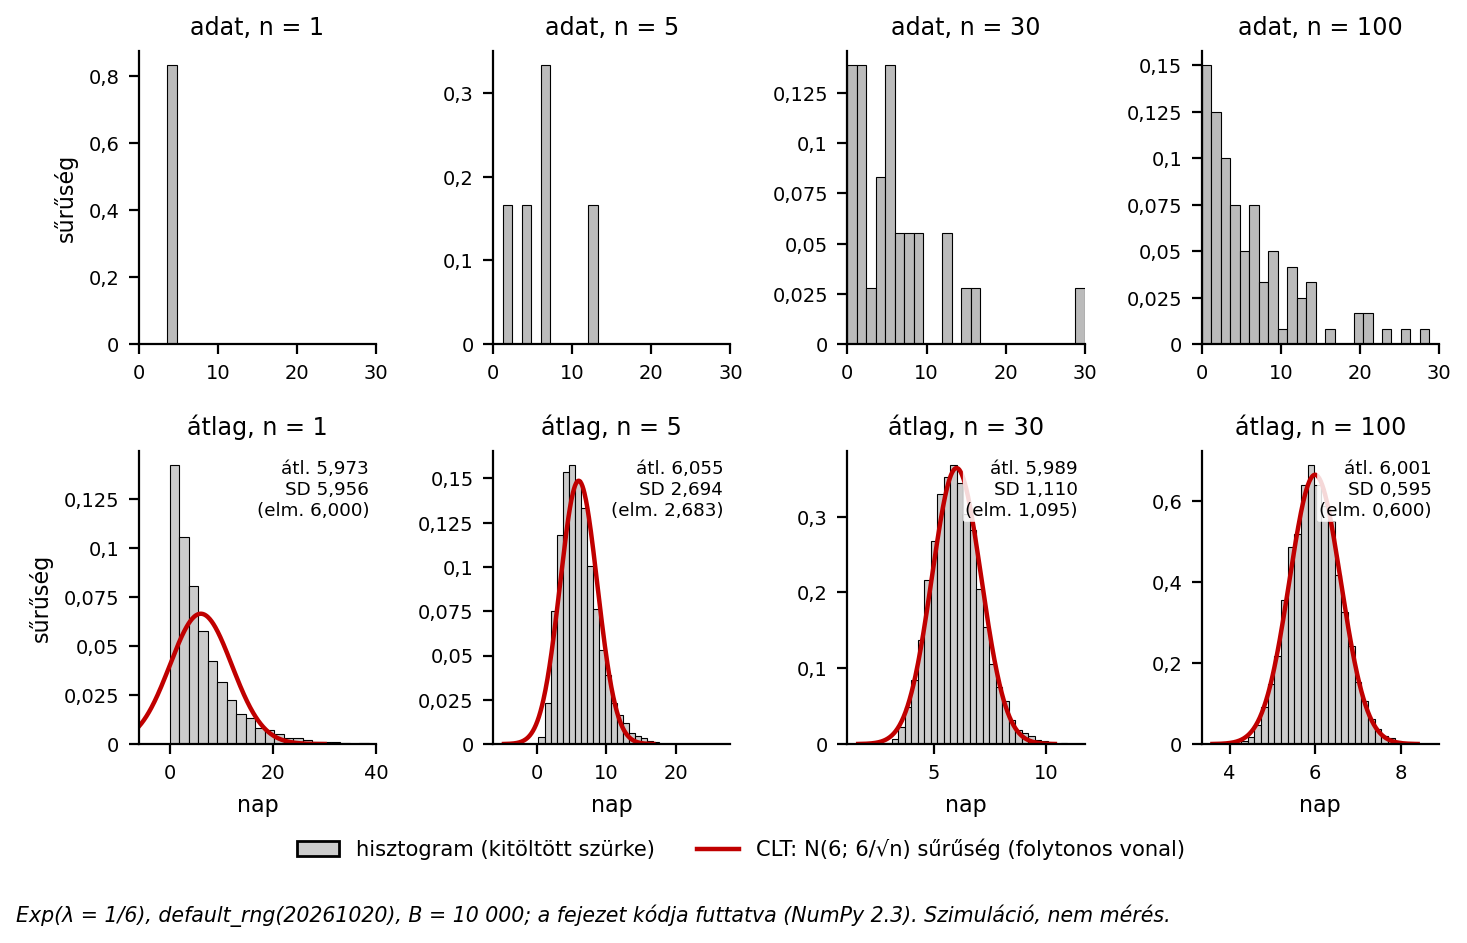 adat, n = 1
adat, n = 5
adat, n = 30
adat, n = 100
sűrűség
0,8
0,6
0,4
0,2
0
0 10 20 30
0,3
0,2
0,1
0
0 10 20 30
0,125
0,1
0,075
0,05
0,025
0
0 10 20 30
0,15
0,125
0,1
0,075
0,05
0,025
0
0 10 20 30
átlag, n = 1
átlag, n = 5
átlag, n = 30
átlag, n = 100
sűrűség
0,125
0,1
0,075
0,05
0,025
0
átl. 5,973
SD 5,956
(elm. 6,000)
0 20 40
nap
0,15
0,125
0,1
0,075
0,05
0,025
0
átl. 6,055
SD 2,694
(elm. 2,683)
0 10 20
nap
0,3
0,2
0,1
0
átl. 5,989
SD 1,110
(elm. 1,095)
5 10
nap
0,6
0,4
0,2
0
átl. 6,001
SD 0,595
(elm. 0,600)
4 6 8
nap
hisztogram (kitöltött szürke)
CLT: N(6; 6/√n) sűrűség (folytonos vonal)
Exp(λ = 1/6), default_rng(20261020), B = 10 000; a fejezet kódja futtatva (NumPy 2.3). Szimuláció, nem mérés.